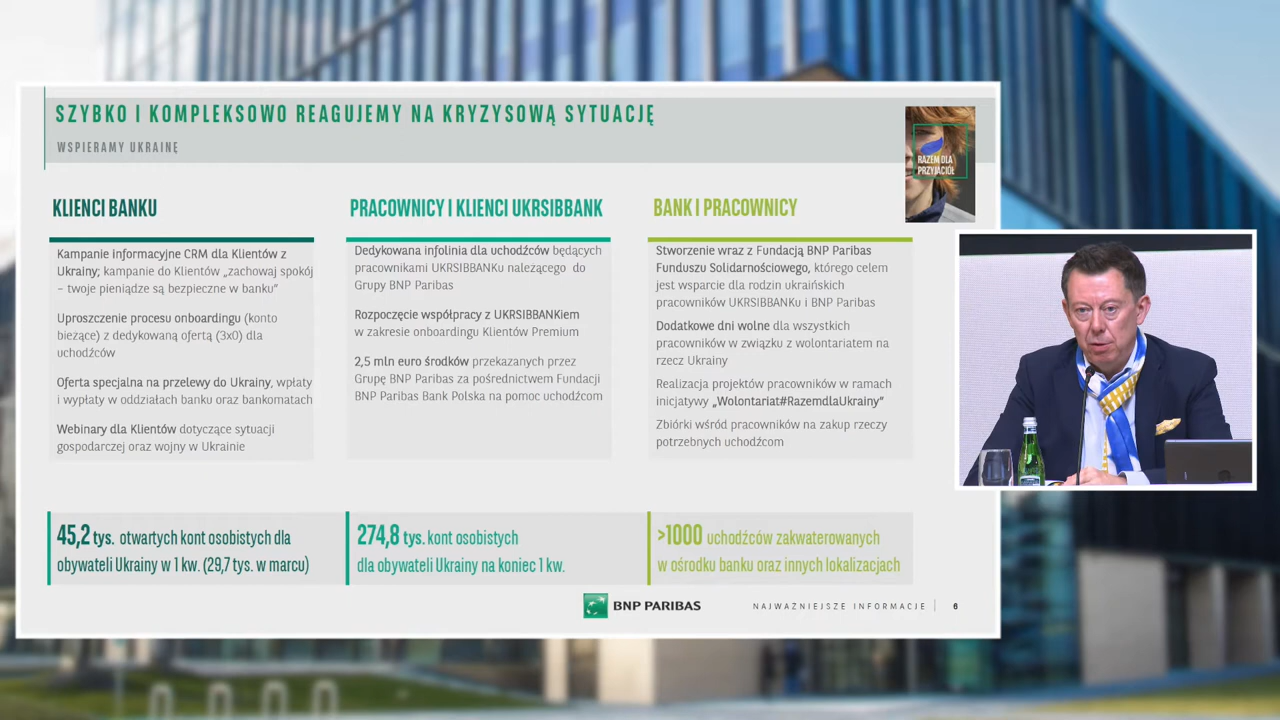 SZYBKO I KOMPLEKSOWO REAGUJEMY NA KRYZYSOWĄ SYTUACJĘ
WSPIERAMY UKRAINĘ
RAZEM DLA
PRZYJACIÓŁ
KLIENCI BANKU
Kampanie informacyjne CRM dla Klientów z
Ukrainy; kampanie do Klientów „zachowaj spokój
– twoje pieniądze są bezpieczne w banku”
Uproszczenie procesu onboardingu (konto
bieżące) z dedykowaną ofertą (3x0) dla
uchodźców
Oferta specjalna na przelewy do Ukrainy, wpłaty
i wypłaty w oddziałach banku oraz bankomatach
Webinary dla Klientów dotyczące sytuacji
gospodarczej oraz wojny w Ukrainie
PRACOWNICY I KLIENCI UKRSIBBANK
Dedykowana infolinia dla uchodźców będących
pracownikami UKRSIBBANKu nalezącego do
Grupy BNP Paribas
Rozpoczęcie współpracy z UKRSIBBANKiem
w zakresie onboardingu Klientów Premium
2,5 mln euro środków przekazanych przez
Grupę BNP Paribas za pośrednictwem Fundacji
BNP Paribas Bank Polska na pomoc uchodźcom
BANK I PRACOWNICY
Stworzenie wraz z Fundacją BNP Paribas
Funduszu Solidarnościowego, którego celem
jest wsparcie dla rodzin ukraińskich
pracowników UKRSIBBANKu i BNP Paribas
Dodatkowe dni wolne dla wszystkich
pracowników w związku z wolontariatem na
rzecz Ukrainy
Realizacja projektów pracowników w ramach
inicjatywy „Wolontariat#RazemdlaUkrainy”
Zbiórki wśród pracowników na zakup rzeczy
potrzebnych uchodźcom
45,2 tys. otwartych kont osobistych dla
obywateli Ukrainy w 1 kw. (29,7 tys. w marcu)
274,8 tys. kont osobistych
dla obywateli Ukrainy na koniec 1 kw.
>1000 uchodźców zakwaterowanych
w ośrodku banku oraz innych lokalizacjach
BNP PARIBAS
NAJWAŻNIEJSZE INFORMACJE
6